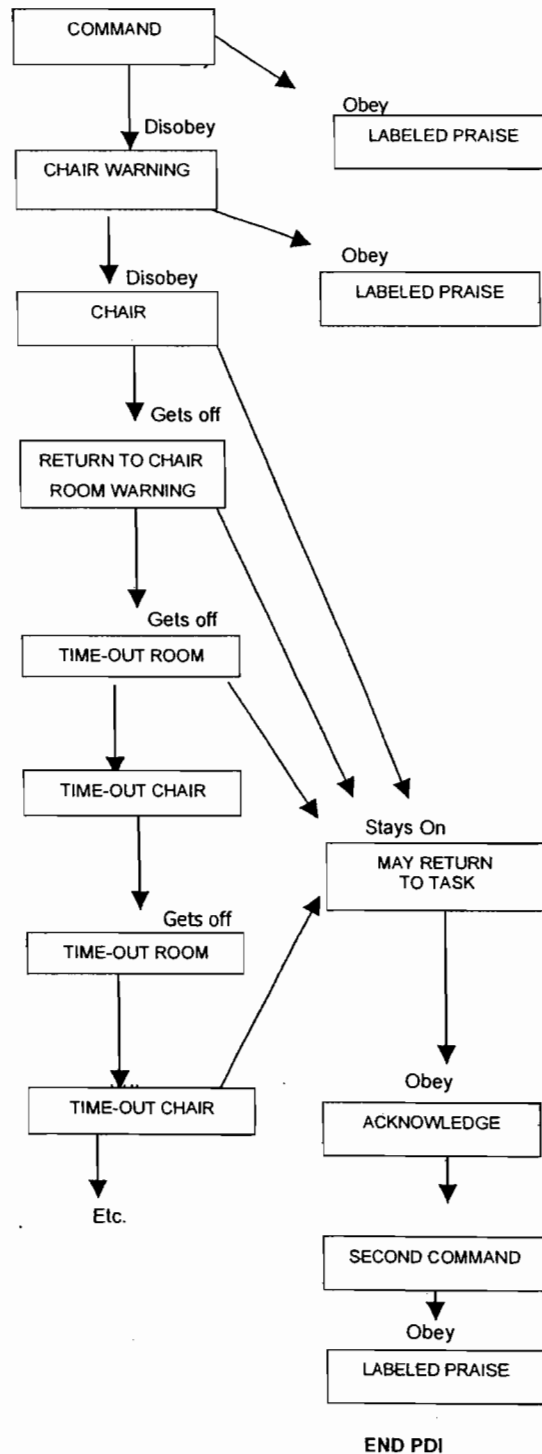 COMMAND
Obey
LABELED PRAISE
Disobey
CHAIR WARNING
Obey
LABELED PRAISE
Disobey
CHAIR
Gets off
RETURN TO CHAIR
ROOM WARNING
Gets off
TIME-OUT ROOM
TIME-OUT CHAIR
Stays On
MAY RETURN
TO TASK
Gets off
TIME-OUT ROOM
Obey
TIME-OUT CHAIR
ACKNOWLEDGE
Etc.
SECOND COMMAND
Obey
LABELED PRAISE
END PDI